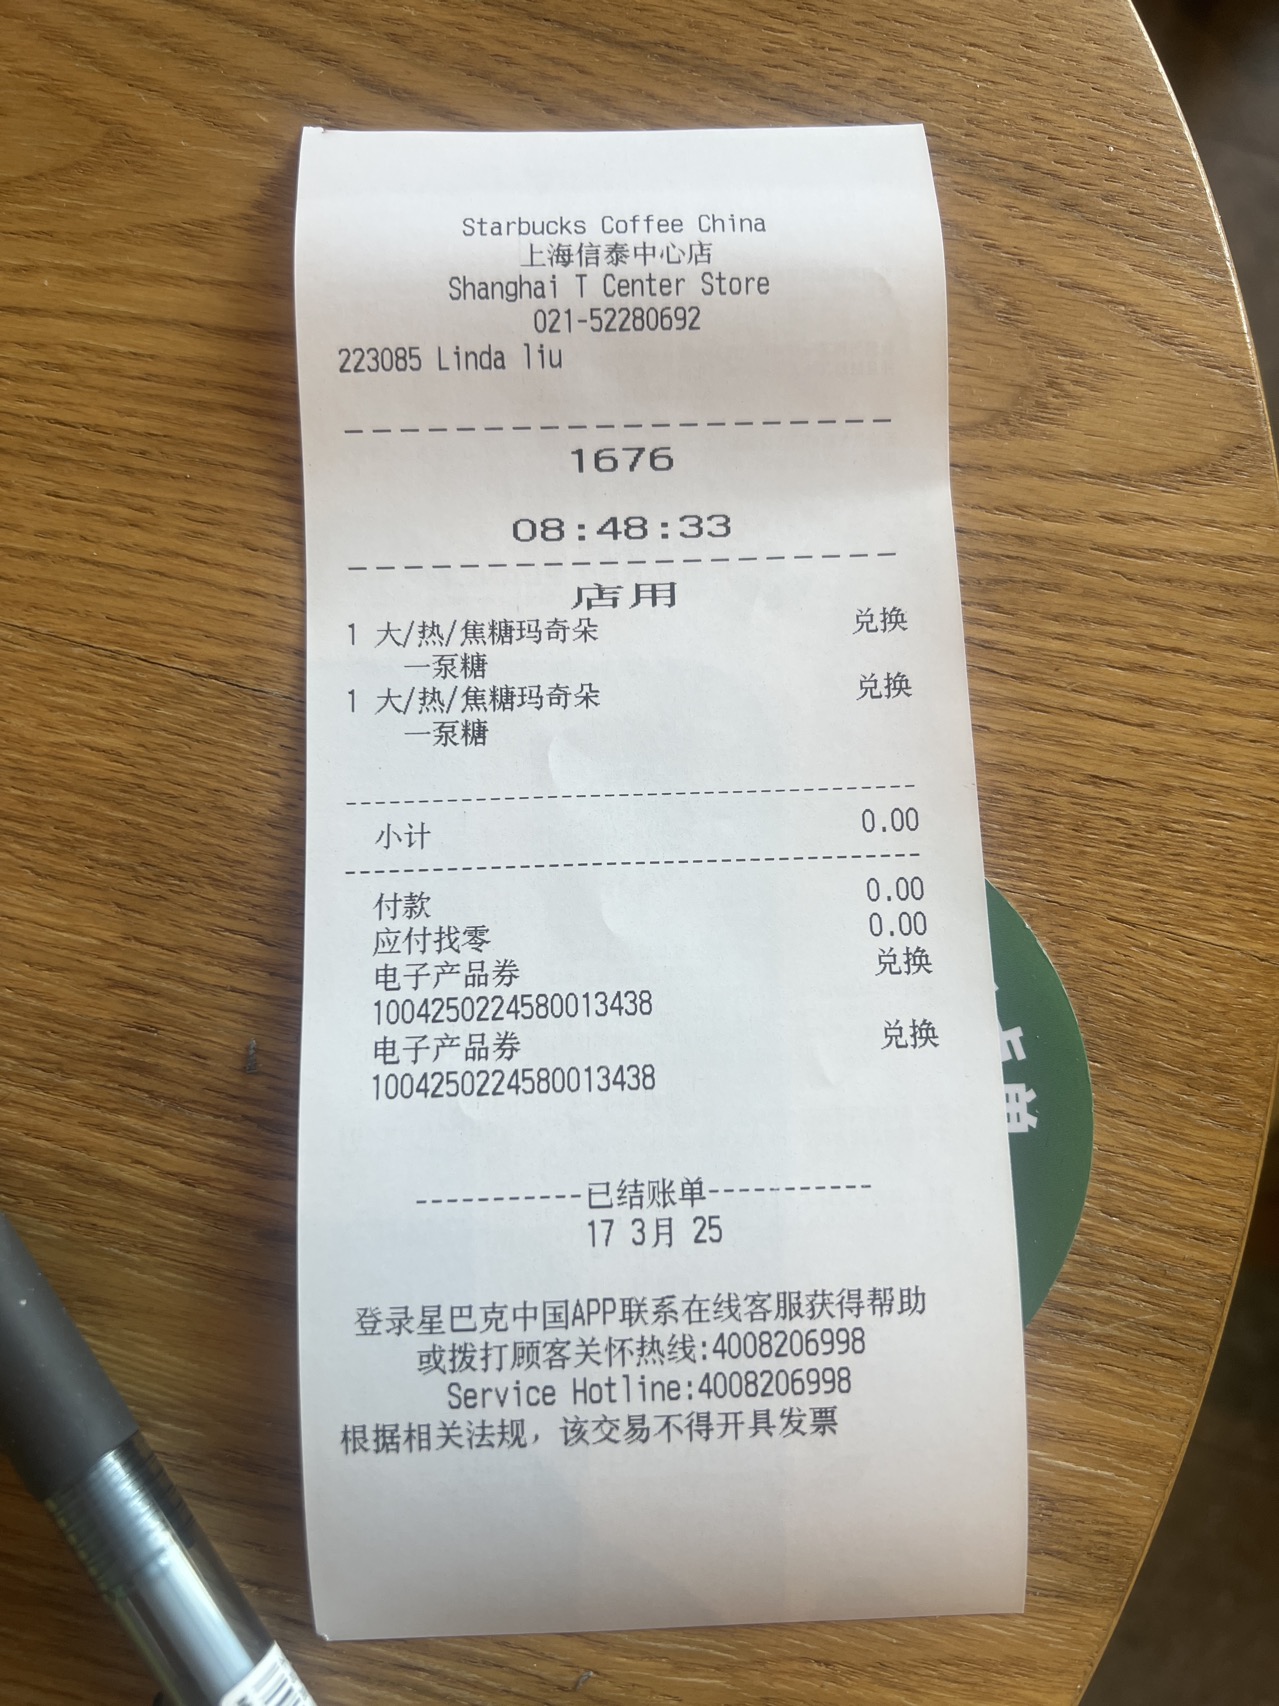 Starbucks Coffee China
上海信泰中心店
Shanghai T Center Store
021-52280692
223085 Linda liu
1676
08:48:33
店用
1 大/热/焦糖玛奇朵 兑换
一泵糖
1 大/热/焦糖玛奇朵 兑换
一泵糖
小计 0.00
付款 0.00
应付找零 0.00
电子产品券 兑换
1004250224580013438
电子产品券 兑换
1004250224580013438
-----------已结账单-----------
17 3月 25
登录星巴克中国APP联系在线客服获得帮助
或拨打顾客关怀热线:4008206998
Service Hotline:4008206998
根据相关法规，该交易不得开具发票